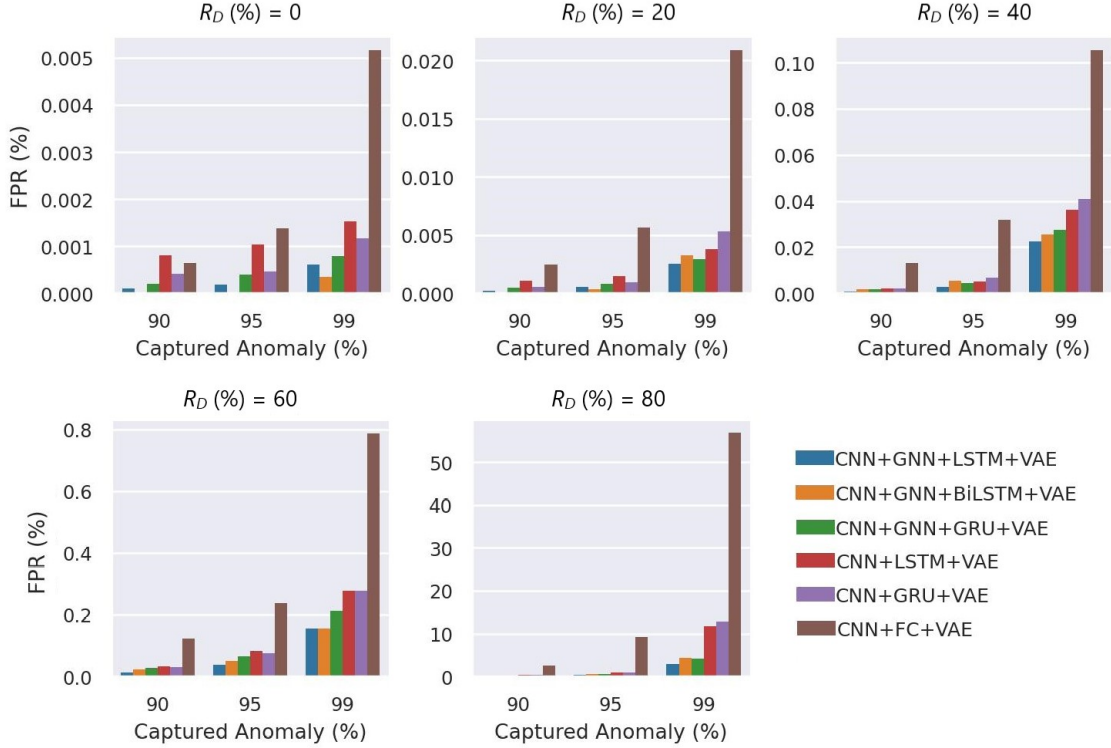 R_D (%) = 0
R_D (%) = 20
R_D (%) = 40
FPR (%)
0.005
0.004
0.003
0.002
0.001
0.000
90 95 99
Captured Anomaly (%)
0.020
0.015
0.010
0.005
0.000
90 95 99
Captured Anomaly (%)
0.10
0.08
0.06
0.04
0.02
0.00
90 95 99
Captured Anomaly (%)
R_D (%) = 60
R_D (%) = 80
FPR (%)
0.8
0.6
0.4
0.2
0.0
90 95 99
Captured Anomaly (%)
50
40
30
20
10
0
90 95 99
Captured Anomaly (%)
CNN+GNN+LSTM+VAE
CNN+GNN+BiLSTM+VAE
CNN+GNN+GRU+VAE
CNN+LSTM+VAE
CNN+GRU+VAE
CNN+FC+VAE